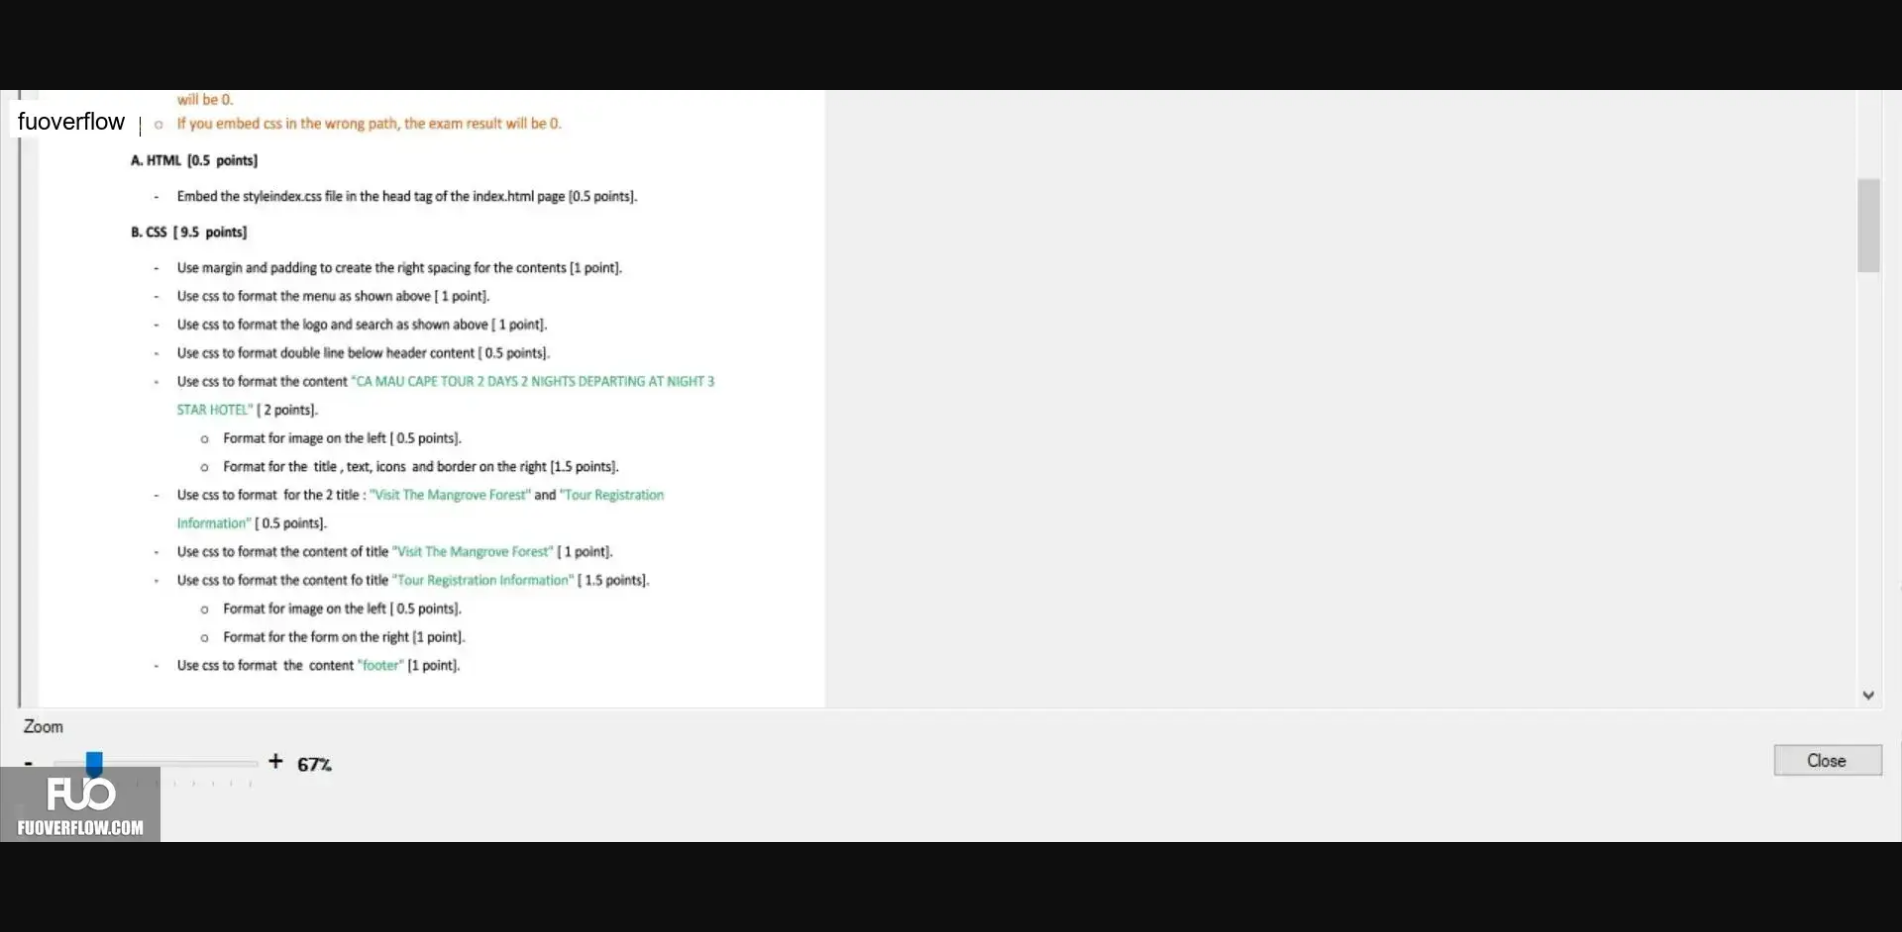 will be 0.
fuoverflow
o If you embed css in the wrong path, the exam result will be 0.
A. HTML [0.5 points]
- Embed the styleindex.css file in the head tag of the index.html page [0.5 points].
B. CSS [ 9.5 points]
- Use margin and padding to create the right spacing for the contents [1 point].
- Use css to format the menu as shown above [ 1 point].
- Use css to format the logo and search as shown above [ 1 point].
- Use css to format double line below header content [ 0.5 points].
- Use css to format the content "CA MAU CAPE TOUR 2 DAYS 2 NIGHTS DEPARTING AT NIGHT 3
STAR HOTEL" [ 2 points].
o Format for image on the left [ 0.5 points].
o Format for the title , text, icons and border on the right [1.5 points].
- Use css to format for the 2 title : "Visit The Mangrove Forest" and "Tour Registration
Information" [ 0.5 points].
- Use css to format the content of title "Visit The Mangrove Forest" [ 1 point].
- Use css to format the content fo title "Tour Registration Information" [ 1.5 points].
o Format for image on the left [ 0.5 points].
o Format for the form on the right [1 point].
- Use css to format the content "footer" [1 point].
Zoom
- + 67%
Close
FUO
FUOVERFLOW.COM